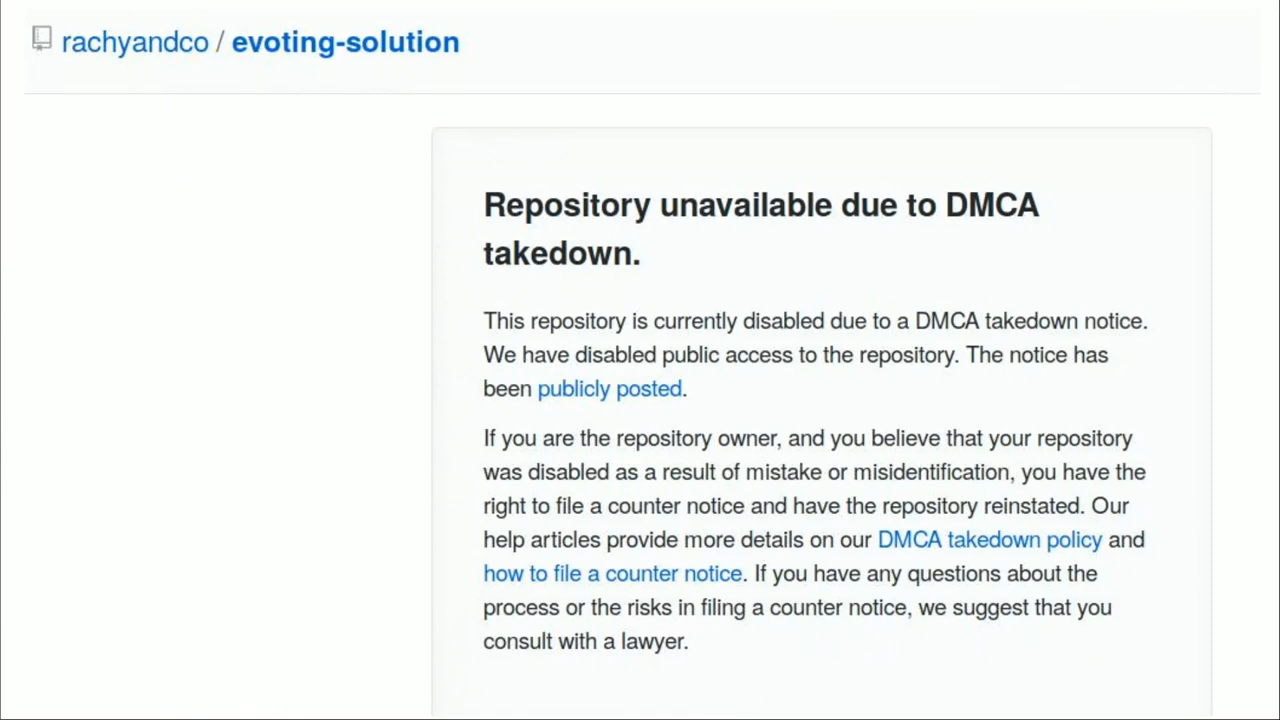 rachyandco / evoting-solution
Repository unavailable due to DMCA
takedown.
This repository is currently disabled due to a DMCA takedown notice.
We have disabled public access to the repository. The notice has
been publicly posted.
If you are the repository owner, and you believe that your repository
was disabled as a result of mistake or misidentification, you have the
right to file a counter notice and have the repository reinstated. Our
help articles provide more details on our DMCA takedown policy and
how to file a counter notice. If you have any questions about the
process or the risks in filing a counter notice, we suggest that you
consult with a lawyer.